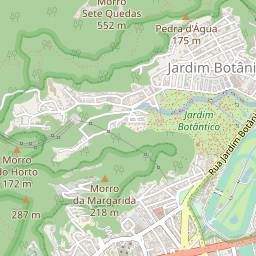 Morro
Sete Quedas
552 m
Pedra d'Água
175 m
Jardim Botâni
Jardim
Botânico
Rua Jardim Botâni
Morro
do Horto
172 m
Morro
da Margarida
218 m
287 m